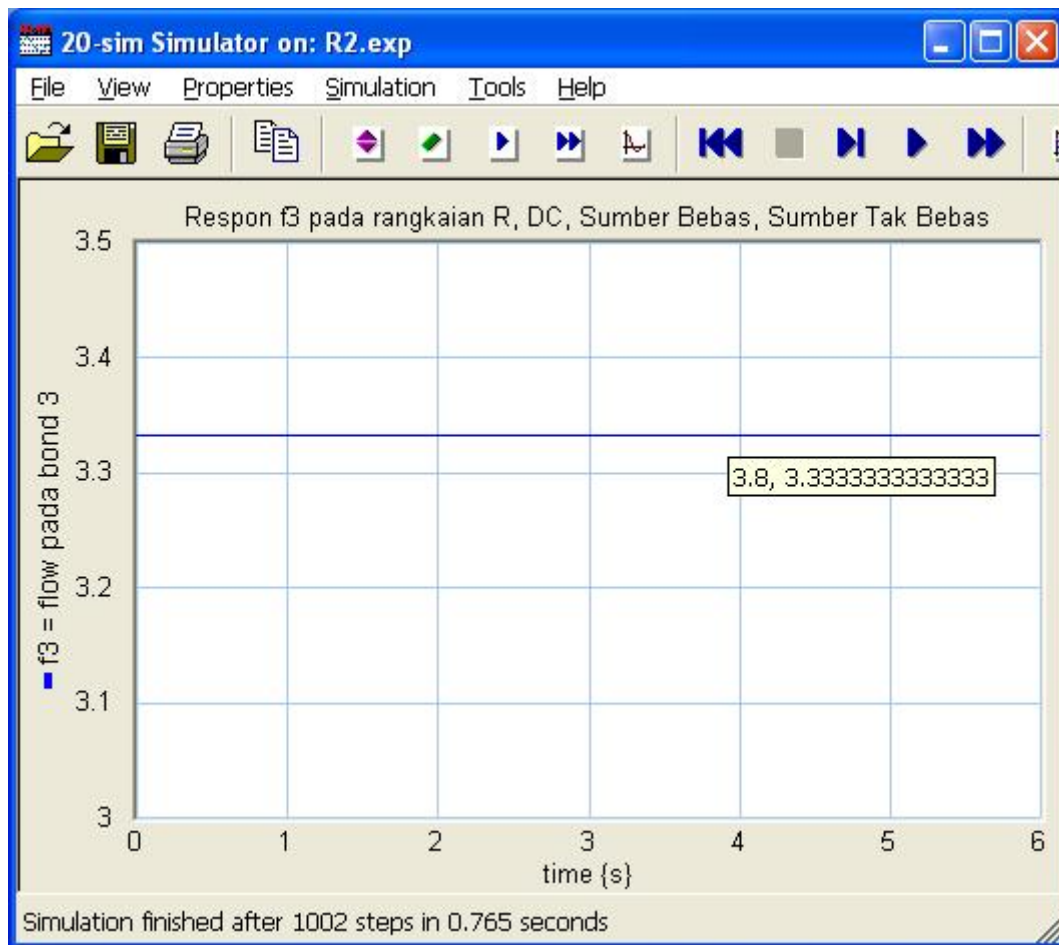 20-sim Simulator on: R2.exp
File View Properties Simulation Tools Help
Respon f3 pada rangkaian R, DC, Sumber Bebas, Sumber Tak Bebas
3.5
3.4
3.3
3.2
3.1
3
f3 = flow pada bond 3
3.8, 3.3333333333333
0 1 2 3 4 5 6
time {s}
Simulation finished after 1002 steps in 0.765 seconds